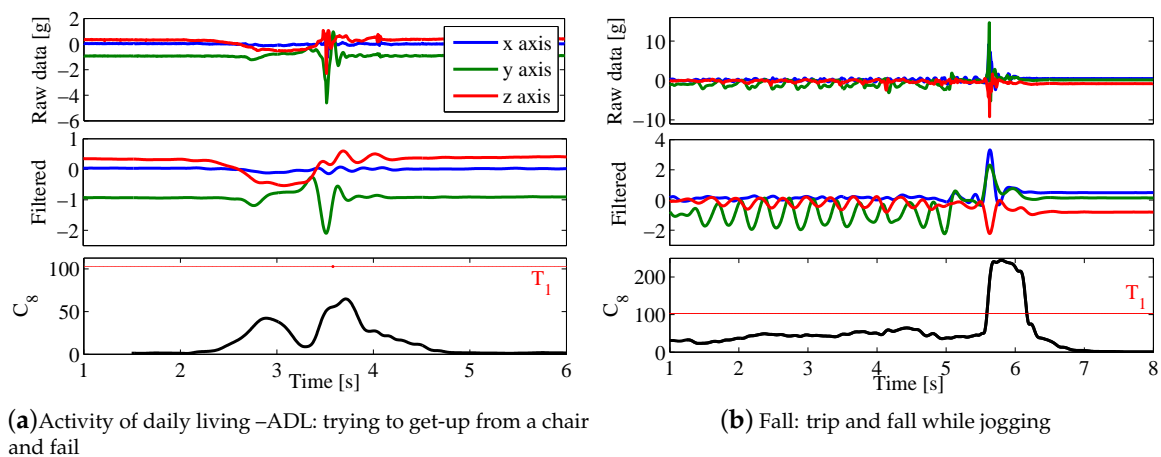 Raw data [g]
2
0
−2
−4
−6
x axis
y axis
z axis
Filtered
1
0
−1
−2
C8
100
50
0
T1
1 2 3 4 5 6
Time [s]
(a)Activity of daily living –ADL: trying to get-up from a chair
and fail
Raw data [g]
10
0
−10
Filtered
4
2
0
−2
C8
200
100
0
T1
1 2 3 4 5 6 7 8
Time [s]
(b) Fall: trip and fall while jogging